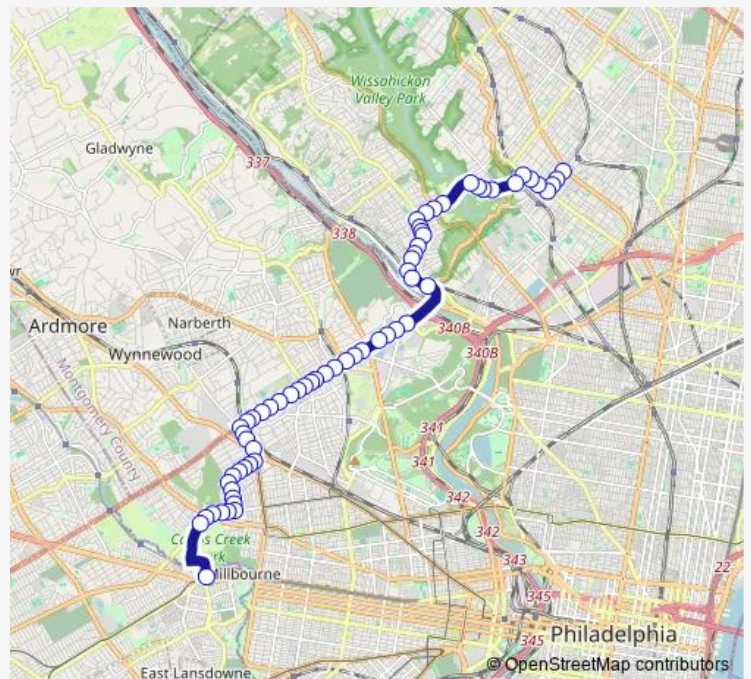 Wissahickon
Valley Park
Gladwyne
337
338
Ardmore
Narberth
Wynnewood
340B
340B
Montgomery
County
341
341
342
342
343
Millbourne
22
345
Philadelphia
345
East Lansdowne
© OpenStreetMap contributors